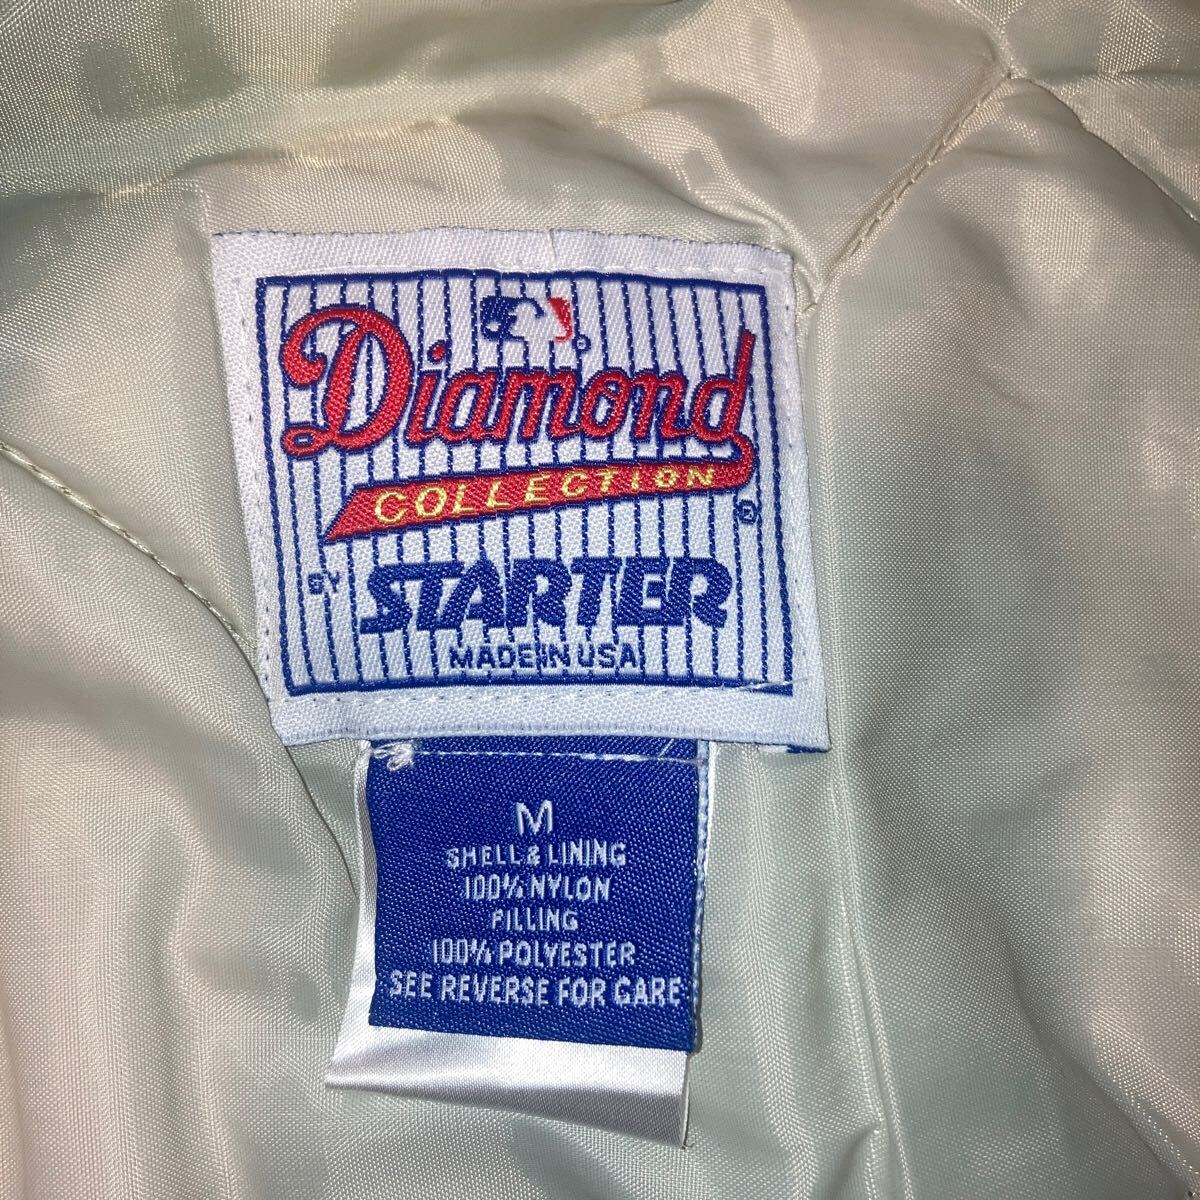 Diamond
COLLECTION
BY STARTER
MADE IN USA
M
SHELL & LINING
100% NYLON
FILLING
100% POLYESTER
SEE REVERSE FOR CARE